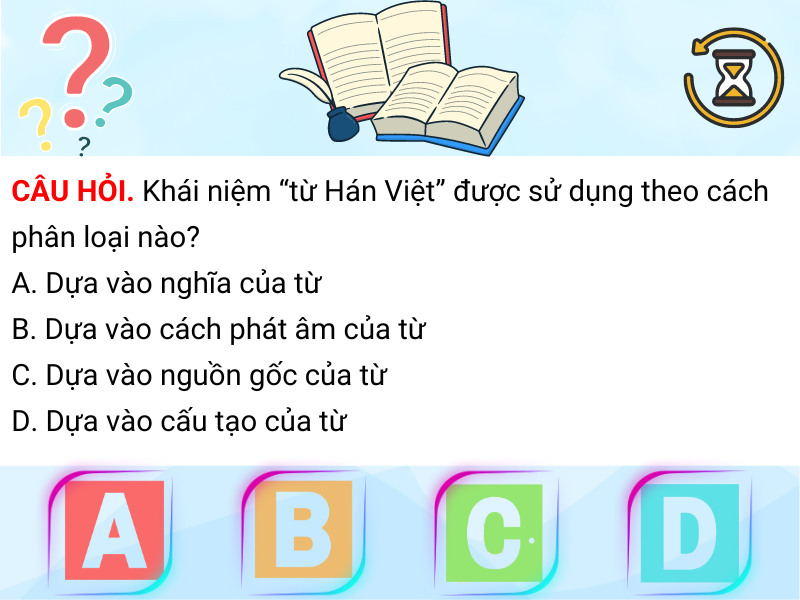 ? ? ? ?
CÂU HỎI. Khái niệm “từ Hán Việt” được sử dụng theo cách
phân loại nào?
A. Dựa vào nghĩa của từ
B. Dựa vào cách phát âm của từ
C. Dựa vào nguồn gốc của từ
D. Dựa vào cấu tạo của từ
A B C D